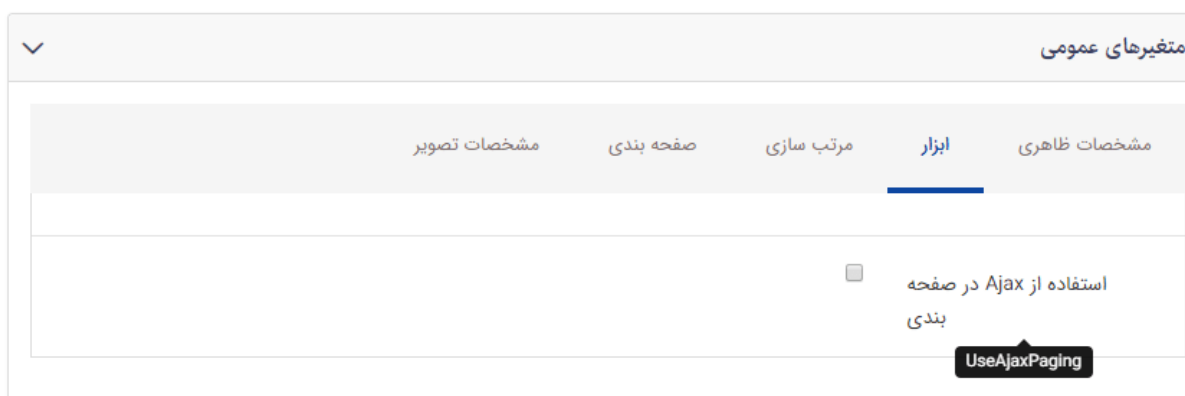 متغیرهای عمومی
مشخصات ظاهری ابزار مرتب سازی صفحه بندی مشخصات تصویر
استفاده از Ajax در صفحه
بندی
UseAjaxPaging